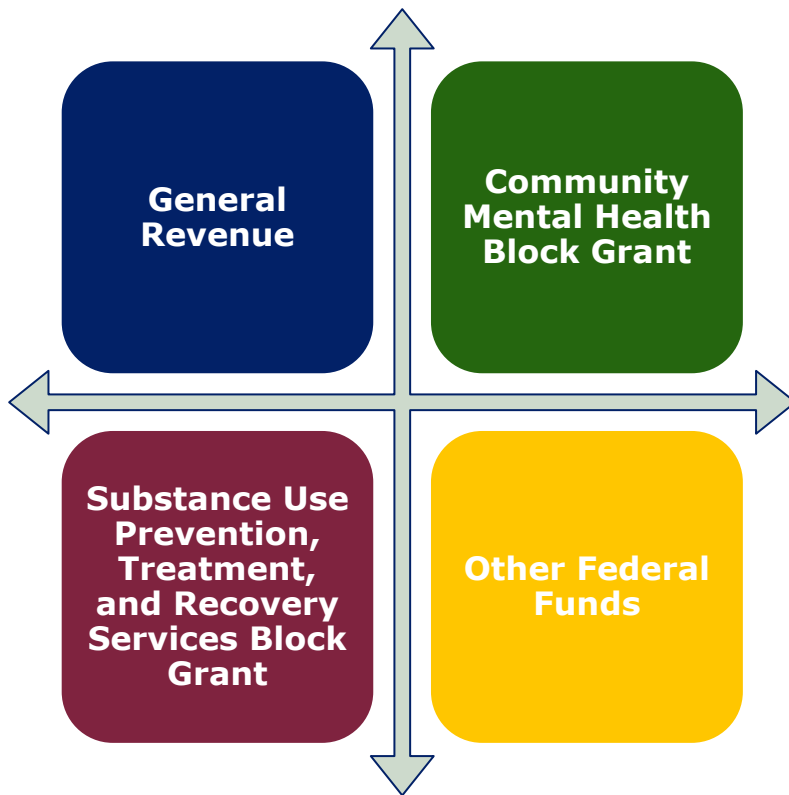 General
Revenue
Community
Mental Health
Block Grant
Substance Use
Prevention,
Treatment,
and Recovery
Services Block
Grant
Other Federal
Funds